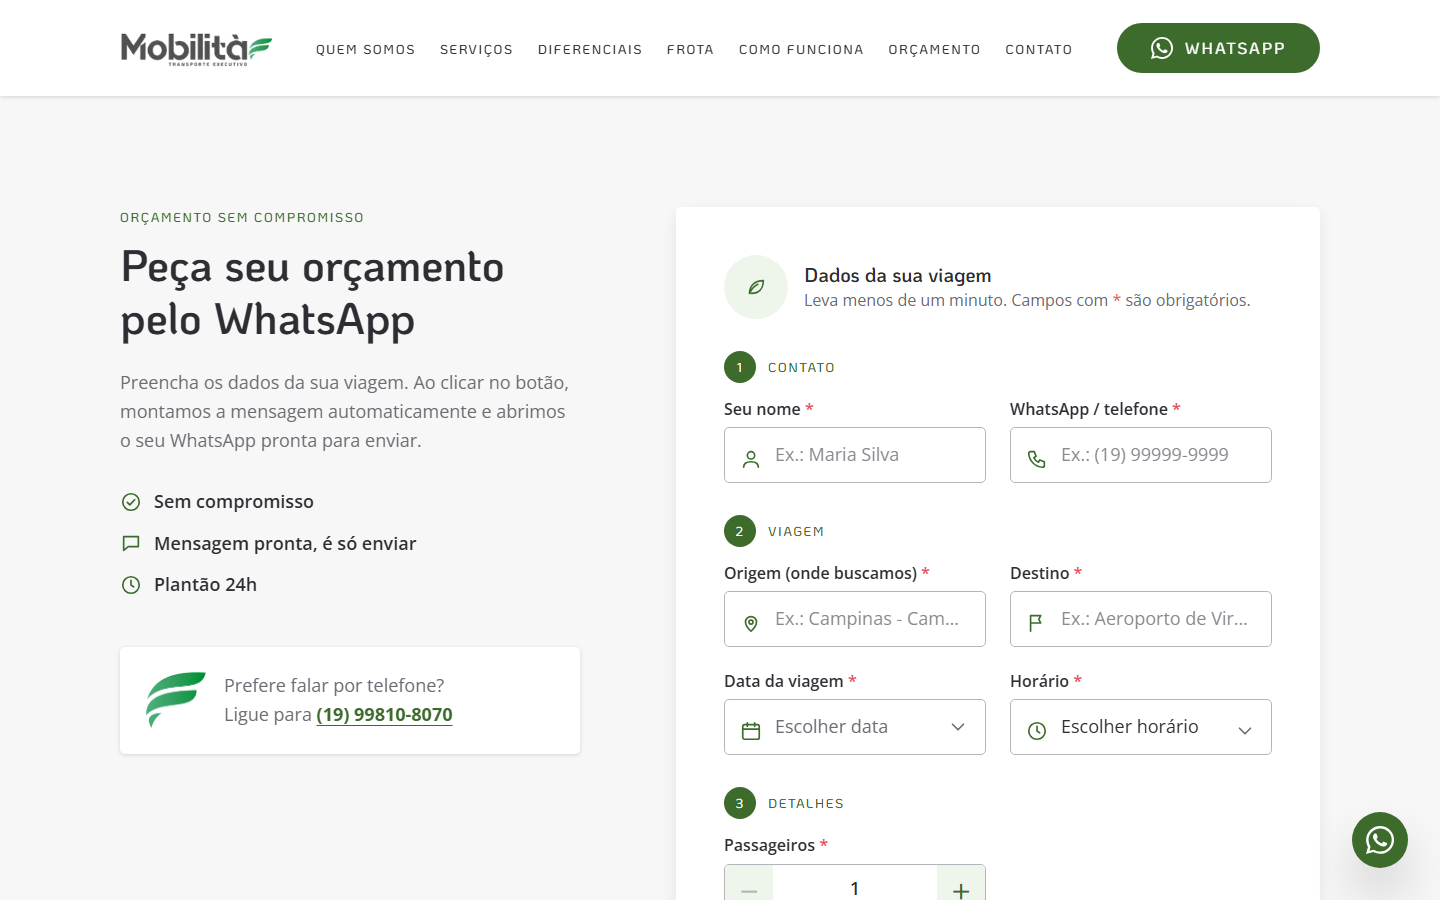 Mobilità
TRANSPORTE EXECUTIVO
QUEM SOMOS
SERVIÇOS
DIFERENCIAIS
FROTA
COMO FUNCIONA
ORÇAMENTO
CONTATO
WHATSAPP
ORÇAMENTO SEM COMPROMISSO
Peça seu orçamento
pelo WhatsApp
Preencha os dados da sua viagem. Ao clicar no botão,
montamos a mensagem automaticamente e abrimos
o seu WhatsApp pronta para enviar.
Sem compromisso
Mensagem pronta, é só enviar
Plantão 24h
Prefere falar por telefone?
Ligue para (19) 99810-8070
Dados da sua viagem
Leva menos de um minuto. Campos com * são obrigatórios.
1 CONTATO
Seu nome *
Ex.: Maria Silva
WhatsApp / telefone *
Ex.: (19) 99999-9999
2 VIAGEM
Origem (onde buscamos) *
Ex.: Campinas - Cam...
Destino *
Ex.: Aeroporto de Vir...
Data da viagem *
Escolher data
Horário *
Escolher horário
3 DETALHES
Passageiros *
− 1 +